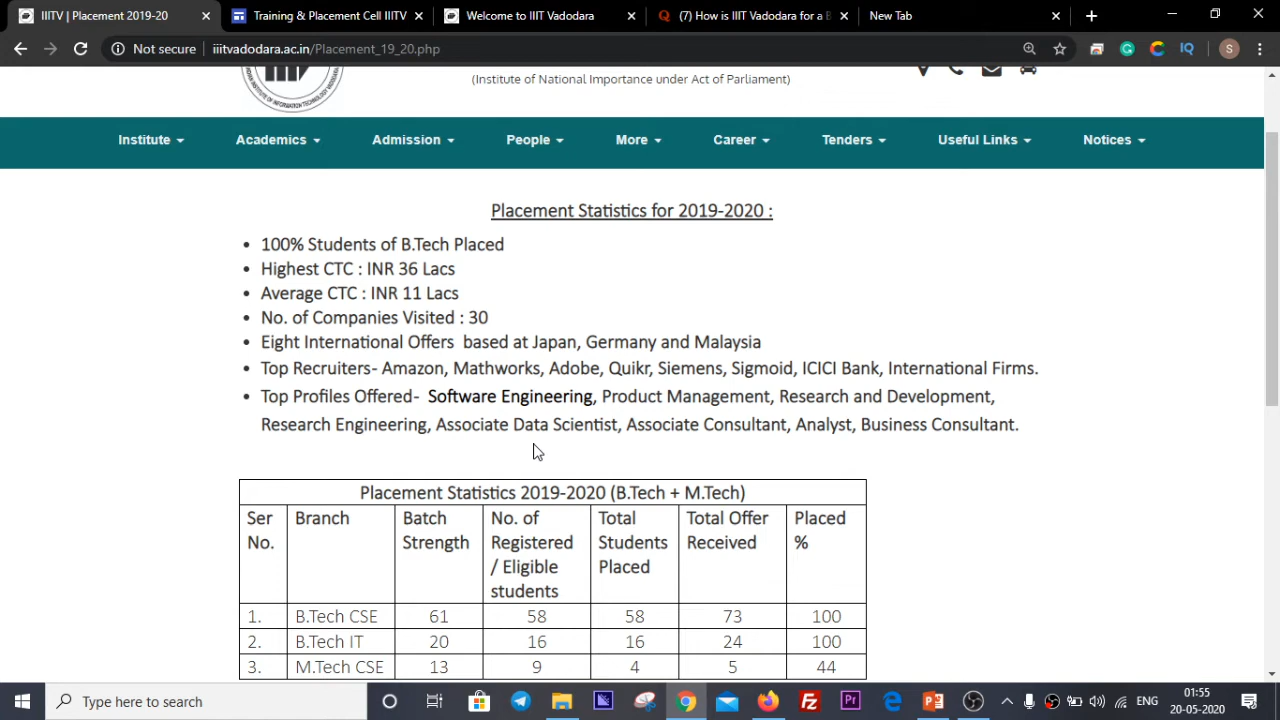 IIITV | Placement 2019-20
Training & Placement Cell IIITV
Welcome to IIIT Vadodara
(7) How is IIIT Vadodara for a B
New Tab
Not secure
iiitvadodara.ac.in/Placement_19_20.php
IQ
S
(Institute of National Importance under Act of Parliament)
Institute Academics Admission People More Career Tenders Useful Links Notices
Placement Statistics for 2019-2020 :
• 100% Students of B.Tech Placed
• Highest CTC : INR 36 Lacs
• Average CTC : INR 11 Lacs
• No. of Companies Visited : 30
• Eight International Offers based at Japan, Germany and Malaysia
• Top Recruiters- Amazon, Mathworks, Adobe, Quikr, Siemens, Sigmoid, ICICI Bank, International Firms.
• Top Profiles Offered- Software Engineering, Product Management, Research and Development,
Research Engineering, Associate Data Scientist, Associate Consultant, Analyst, Business Consultant.
Placement Statistics 2019-2020 (B.Tech + M.Tech)
Ser No. Branch Batch Strength No. of Registered / Eligible students Total Students Placed Total Offer Received Placed %
1. B.Tech CSE 61 58 58 73 100
2. B.Tech IT 20 16 16 24 100
3. M.Tech CSE 13 9 4 5 44
Type here to search
ENG
01:55
20-05-2020